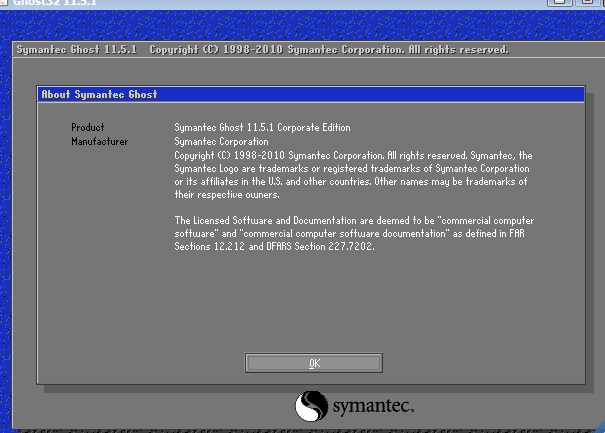 Ghost32 11.5.1
Symantec Ghost 11.5.1 Copyright (C) 1998-2010 Symantec Corporation. All rights reserved.
About Symantec Ghost
Product Symantec Ghost 11.5.1 Corporate Edition
Manufacturer Symantec Corporation
Copyright (C) 1998-2010 Symantec Corporation. All rights reserved. Symantec, the
Symantec Logo are trademarks or registered trademarks of Symantec Corporation
or its affiliates in the U.S. and other countries. Other names may be trademarks of
their respective owners.
The Licensed Software and Documentation are deemed to be "commercial computer
software" and "commercial computer software documentation" as defined in FAR
Sections 12.212 and DFARS Section 227.7202.
OK
symantec.